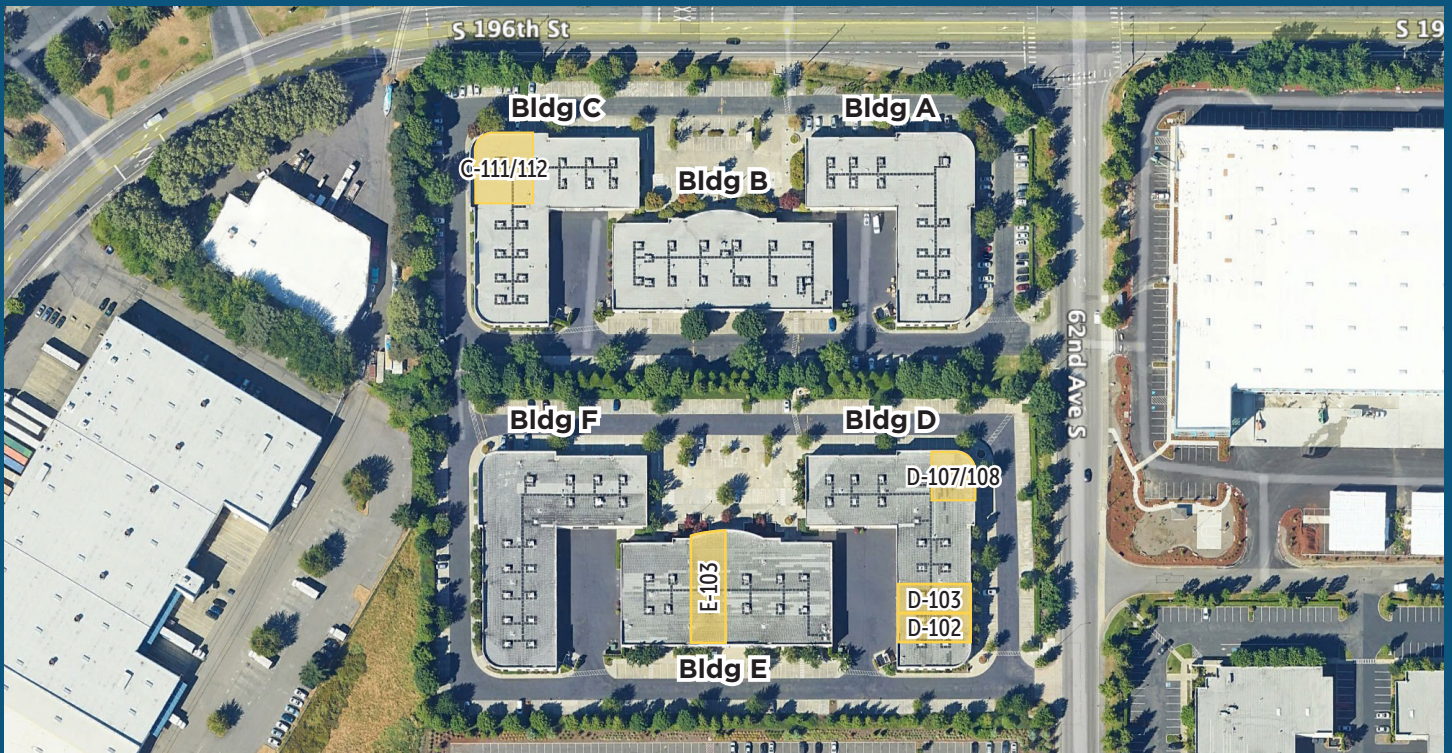 S 196th St
S 19
Bldg C
Bldg A
C-111/112
Bldg B
62nd Ave S
Bldg F
Bldg D
D-107/108
E-103
D-103
D-102
Bldg E